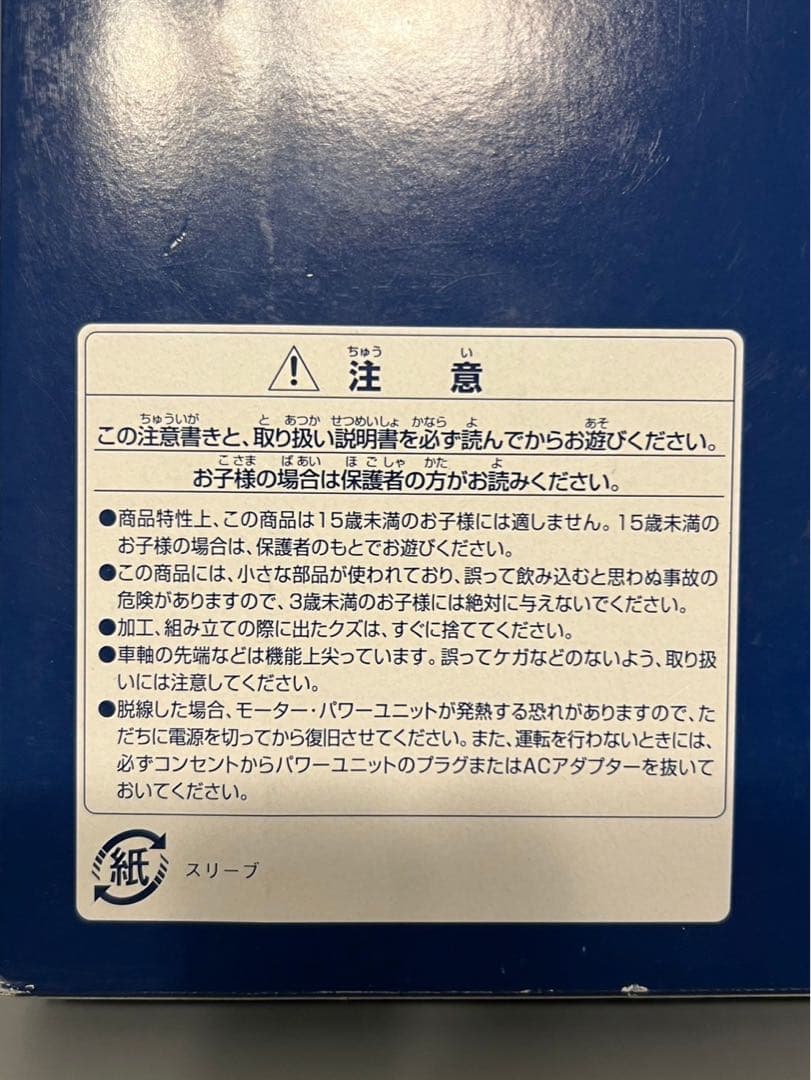 注意
この注意書きと、取り扱い説明書を必ず読んでからお遊びください。
お子様の場合は保護者の方がお読みください。
●商品特性上、この商品は15歳未満のお子様には適しません。15歳未満の
お子様の場合は、保護者のもとでお遊びください。
●この商品には、小さな部品が使われており、誤って飲み込むと思わぬ事故の
危険がありますので、3歳未満のお子様には絶対に与えないでください。
●加工、組み立ての際に出たクズは、すぐに捨ててください。
●車軸の先端などは機能上尖っています。誤ってケガなどのないよう、取り扱
いには注意してください。
●脱線した場合、モーター・パワーユニットが発熱する恐れがありますので、た
だちに電源を切ってから復旧させてください。また、運転を行わないときには、
必ずコンセントからパワーユニットのプラグまたはACアダプターを抜いて
おいてください。
紙 スリーブ